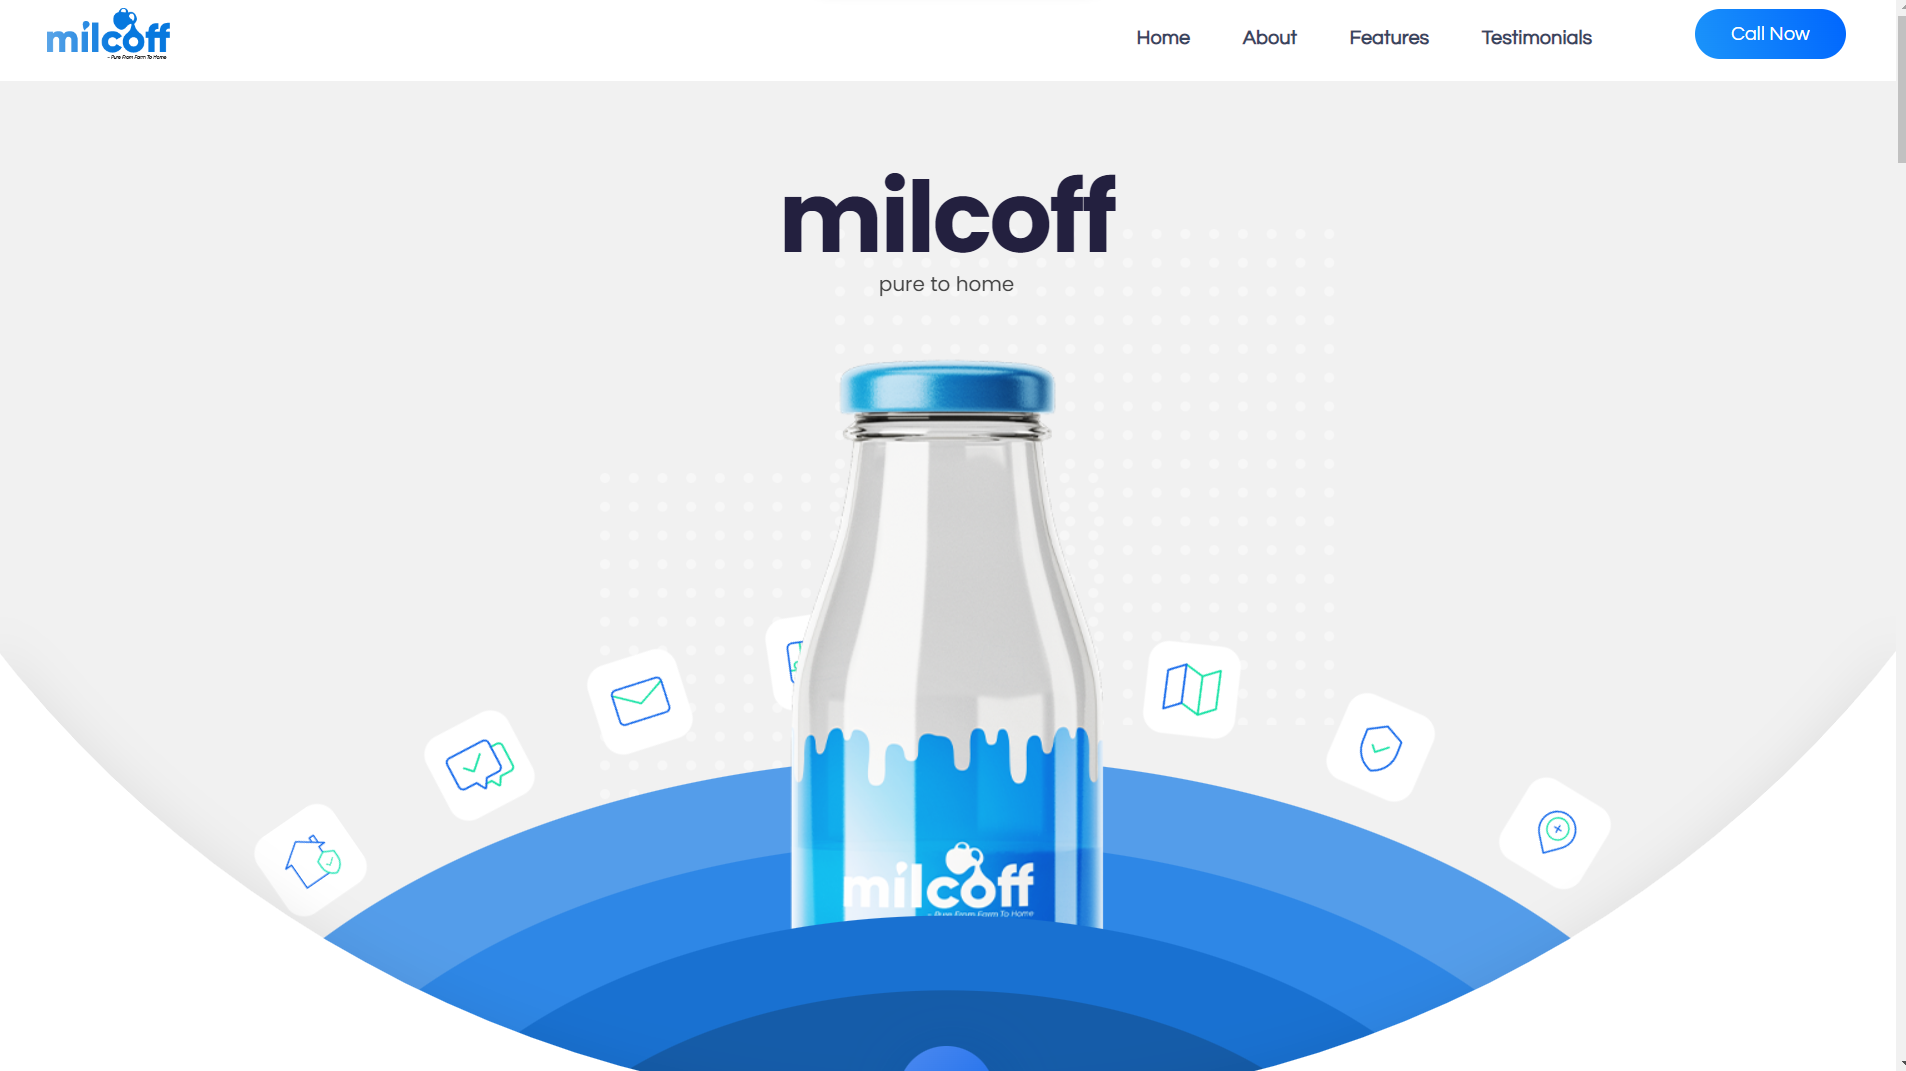 milcoff
~ Pure From Farm To Home
Home
About
Features
Testimonials
Call Now
milcoff
pure to home
milcoff
~ Pure From Farm To Home